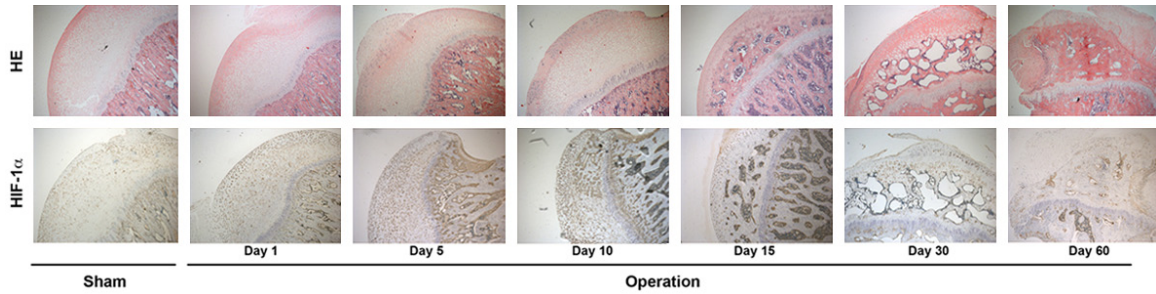 HE
HIF-1α
Day 1
Day 5
Day 10
Day 15
Day 30
Day 60
Sham
Operation